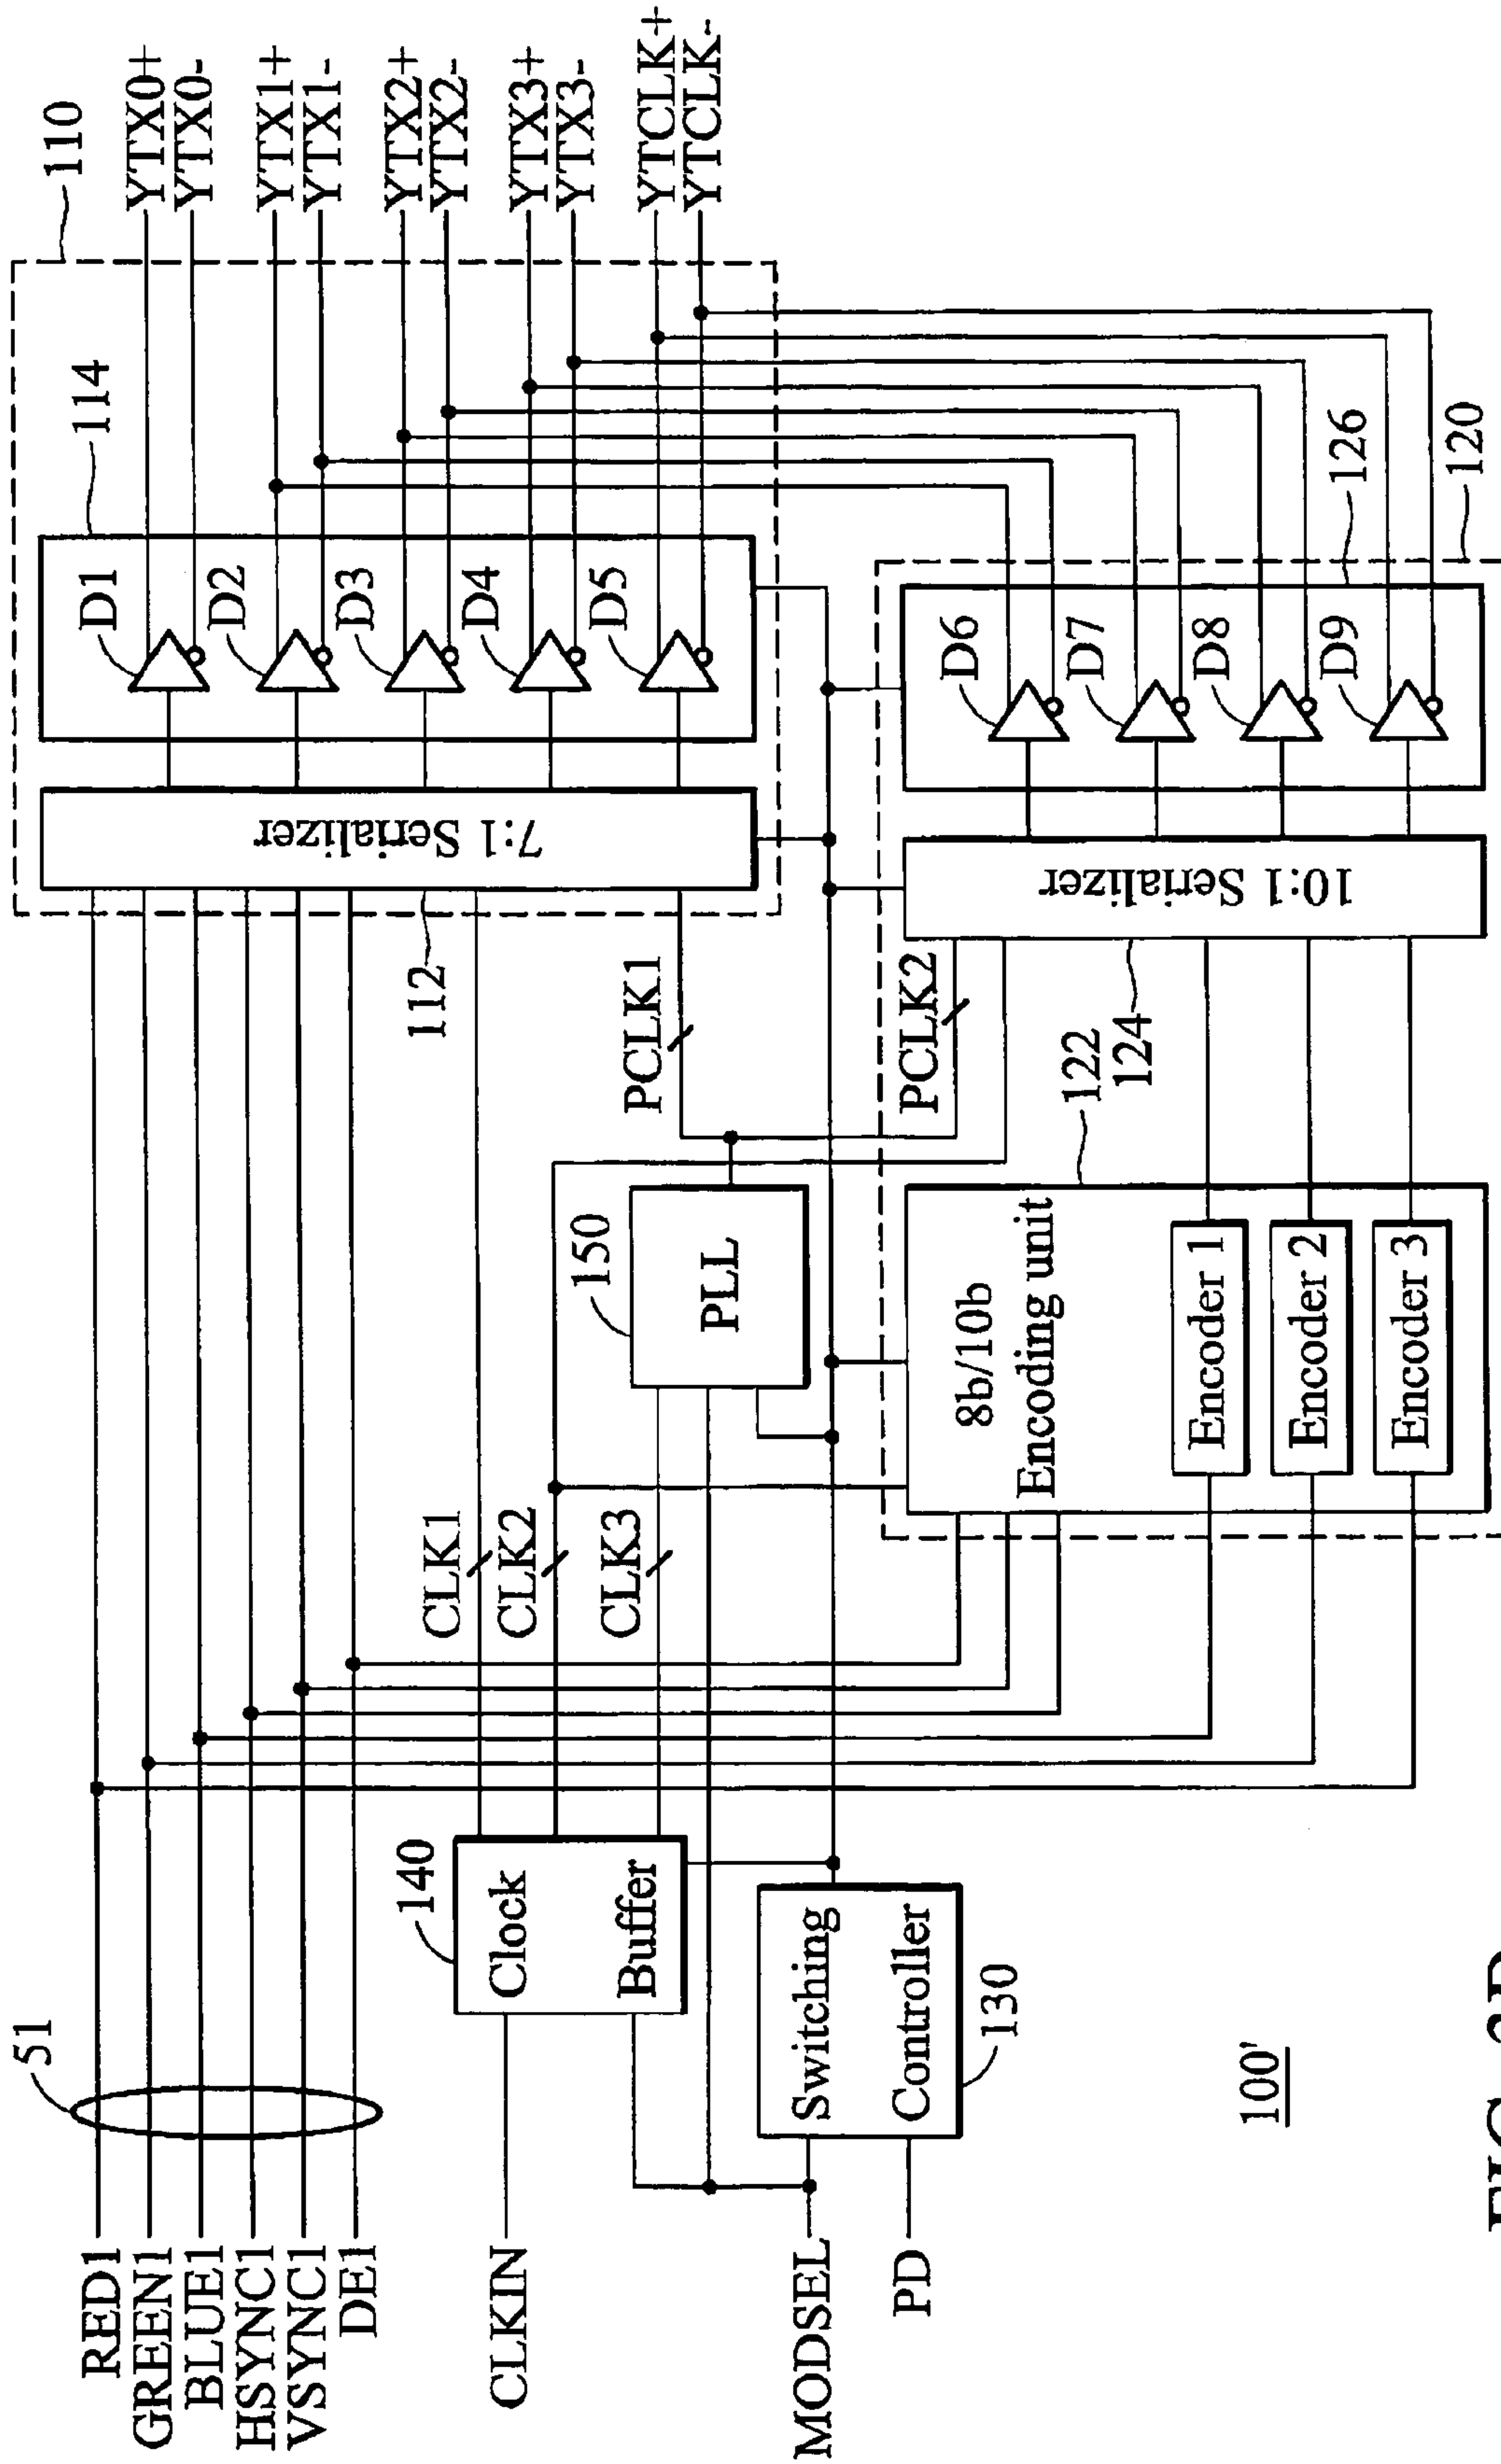 51
RED1
GREEN1
BLUE1
HSYNC1
VSYNC1
DE1
CLKIN
MODSEL
PD
140
Clock
Buffer
Switching
Controller
130
CLK1
CLK2
CLK3
150
PLL
PCLK1
PCLK2
112
7:1 Serializer
114
D1
D2
D3
D4
D5
110
YTX0+
YTX0-
YTX1+
YTX1-
YTX2+
YTX2-
YTX3+
YTX3-
YTCLK+
YTCLK-
122
124
8b/10b
Encoding unit
Encoder 1
Encoder 2
Encoder 3
10:1 Serializer
D6
D7
D8
D9
126
120
100'